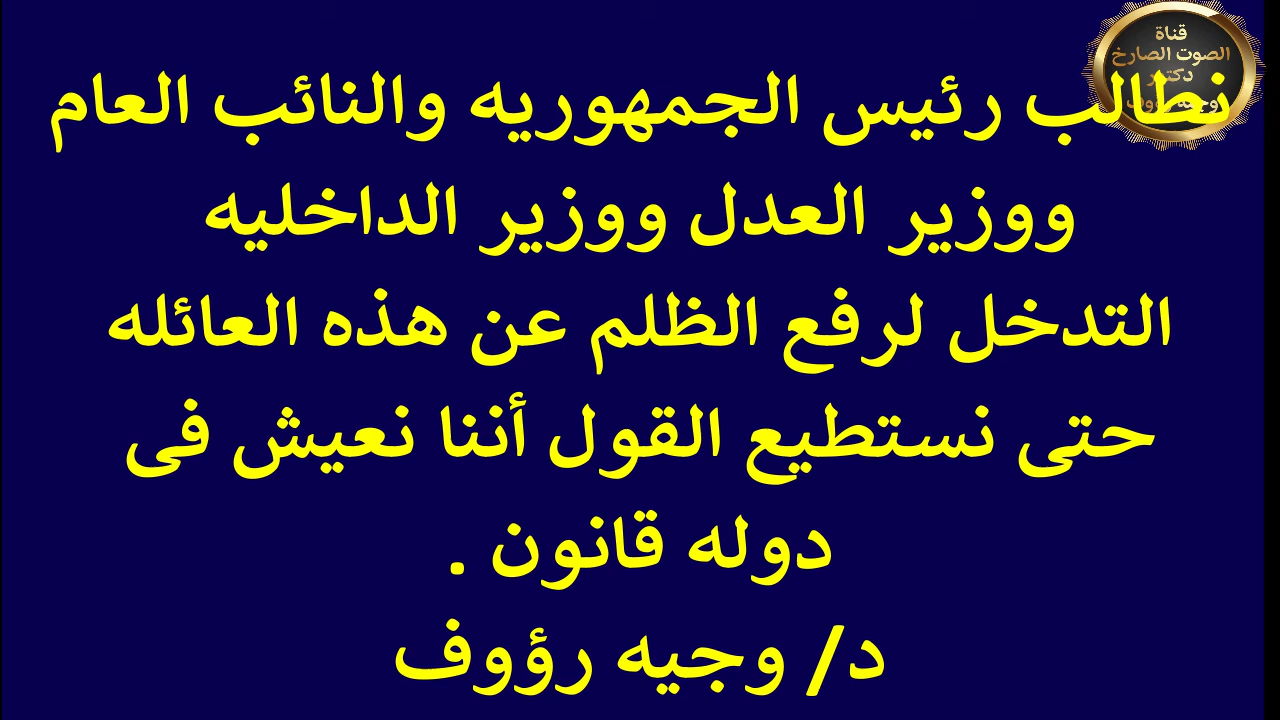 قناة
الصوت الصارخ
نطالب رئيس الجمهوريه والنائب العام
ووزير العدل ووزير الداخليه
التدخل لرفع الظلم عن هذه العائله
حتى نستطيع القول أننا نعيش فى
دوله قانون .
د/ وجيه رؤوف